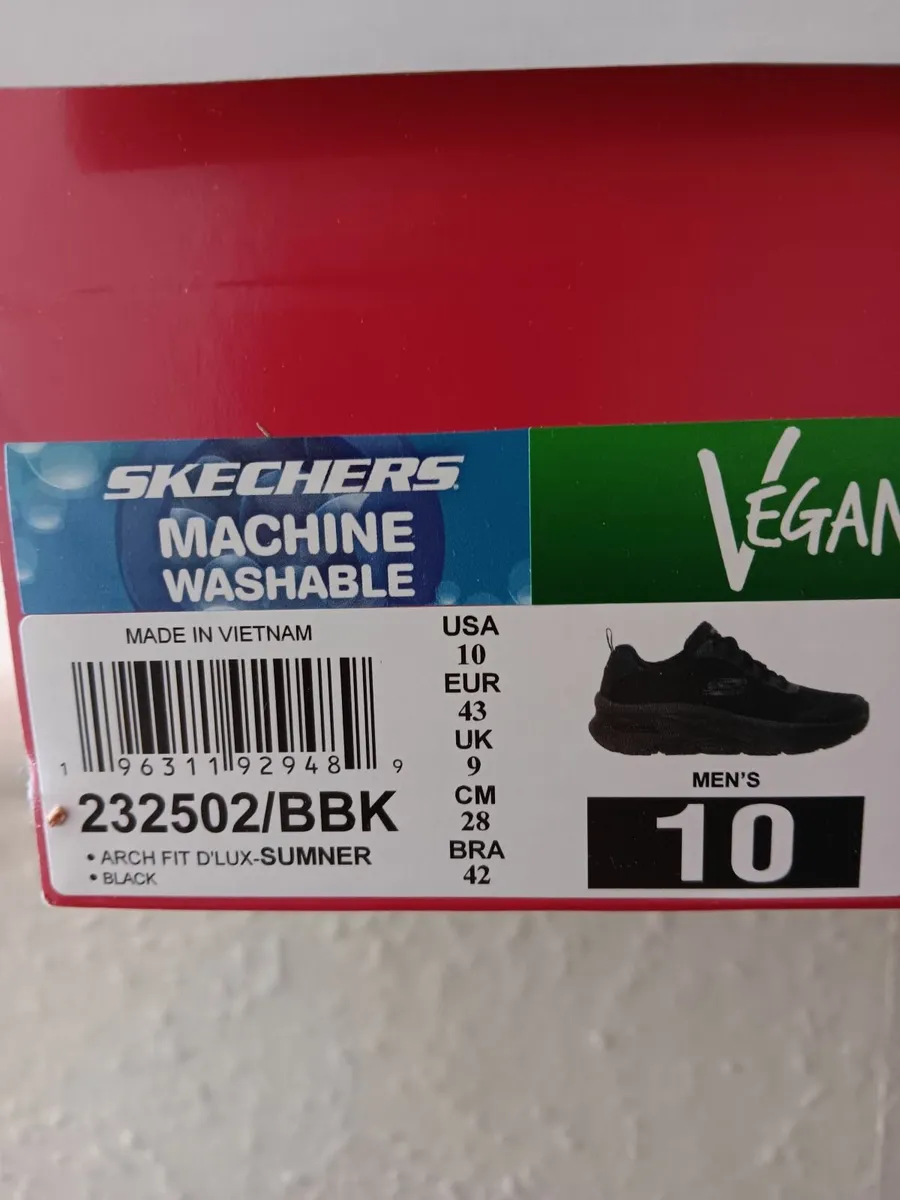 SKECHERS
MACHINE
WASHABLE
VEGAN
MADE IN VIETNAM
1 96311 92948 9
232502/BBK
• ARCH FIT D'LUX-SUMNER
• BLACK
USA
10
EUR
43
UK
9
CM
28
BRA
42
MEN'S
10